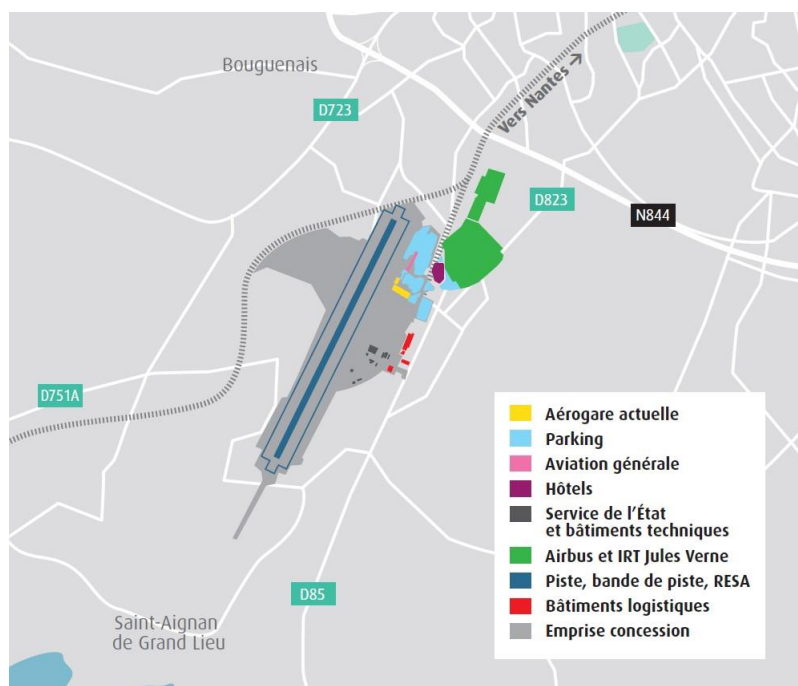 Bouguenais
Vers Nantes →
D723
D823
N844
D751A
D85
Saint-Aignan
de Grand Lieu
Aérogare actuelle
Parking
Aviation générale
Hôtels
Service de l'État
et bâtiments techniques
Airbus et IRT Jules Verne
Piste, bande de piste, RESA
Bâtiments logistiques
Emprise concession